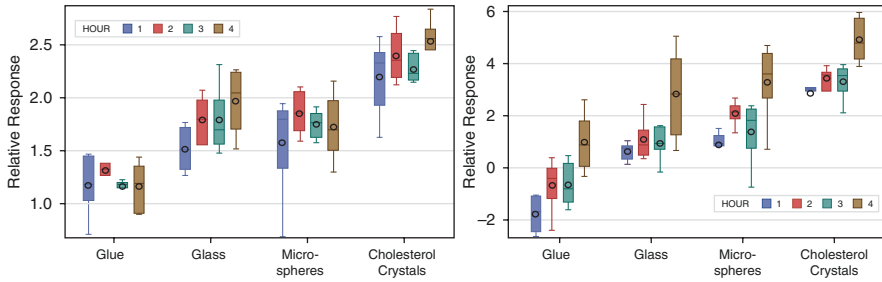 Relative Response
2.5
2.0
1.5
1.0
HOUR 1 2 3 4
Glue Glass Micro- Cholesterol
spheres Crystals
Relative Response
6
4
2
0
−2
HOUR 1 2 3 4
Glue Glass Micro- Cholesterol
spheres Crystals